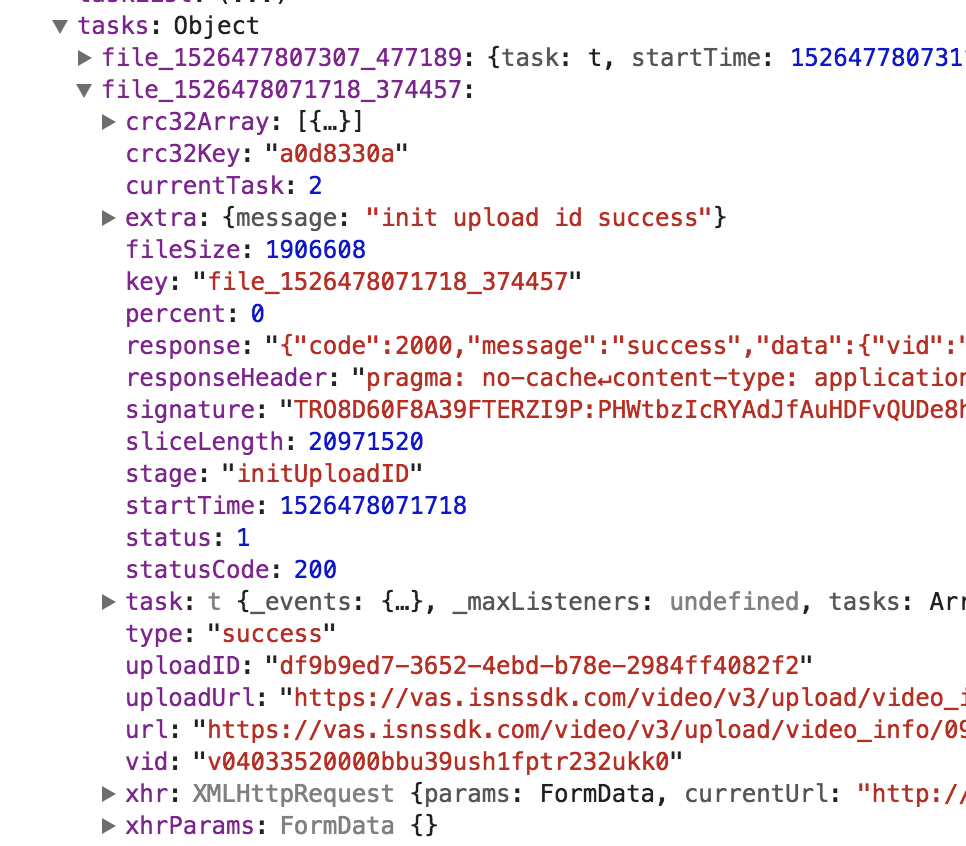 tasks: Object
file_1526477807307_477189: {task: t, startTime: 1526477807311
file_1526478071718_374457:
crc32Array: [{…}]
crc32Key: "a0d8330a"
currentTask: 2
extra: {message: "init upload id success"}
fileSize: 1906608
key: "file_1526478071718_374457"
percent: 0
response: "{"code":2000,"message":"success","data":{"vid":"
responseHeader: "pragma: no-cache↵content-type: application
signature: "TRO8D60F8A39FTERZI9P:PHWtbzIcRYAdJfAuHDFvQUDe8h
sliceLength: 20971520
stage: "initUploadID"
startTime: 1526478071718
status: 1
statusCode: 200
task: t {_events: {…}, _maxListeners: undefined, tasks: Arr
type: "success"
uploadID: "df9b9ed7-3652-4ebd-b78e-2984ff4082f2"
uploadUrl: "https://vas.isnssdk.com/video/v3/upload/video_i
url: "https://vas.isnssdk.com/video/v3/upload/video_info/09
vid: "v04033520000bbu39ush1fptr232ukk0"
xhr: XMLHttpRequest {params: FormData, currentUrl: "http://
xhrParams: FormData {}